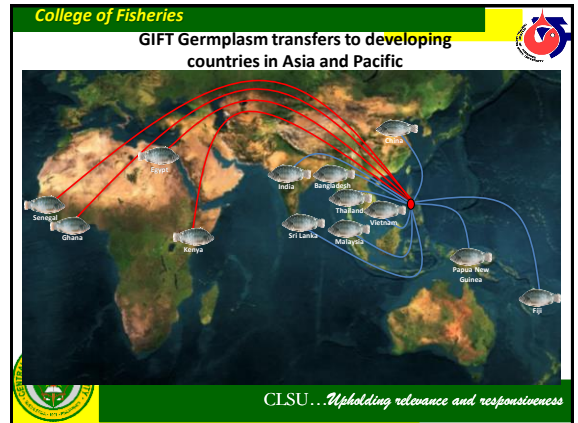 College of Fisheries
GIFT Germplasm transfers to developing
countries in Asia and Pacific
China
Egypt
India
Bangladesh
Thailand
Vietnam
Senegal
Ghana
Kenya
Sri Lanka
Malaysia
Papua New
Guinea
Fiji
CLSU…Upholding relevance and responsiveness